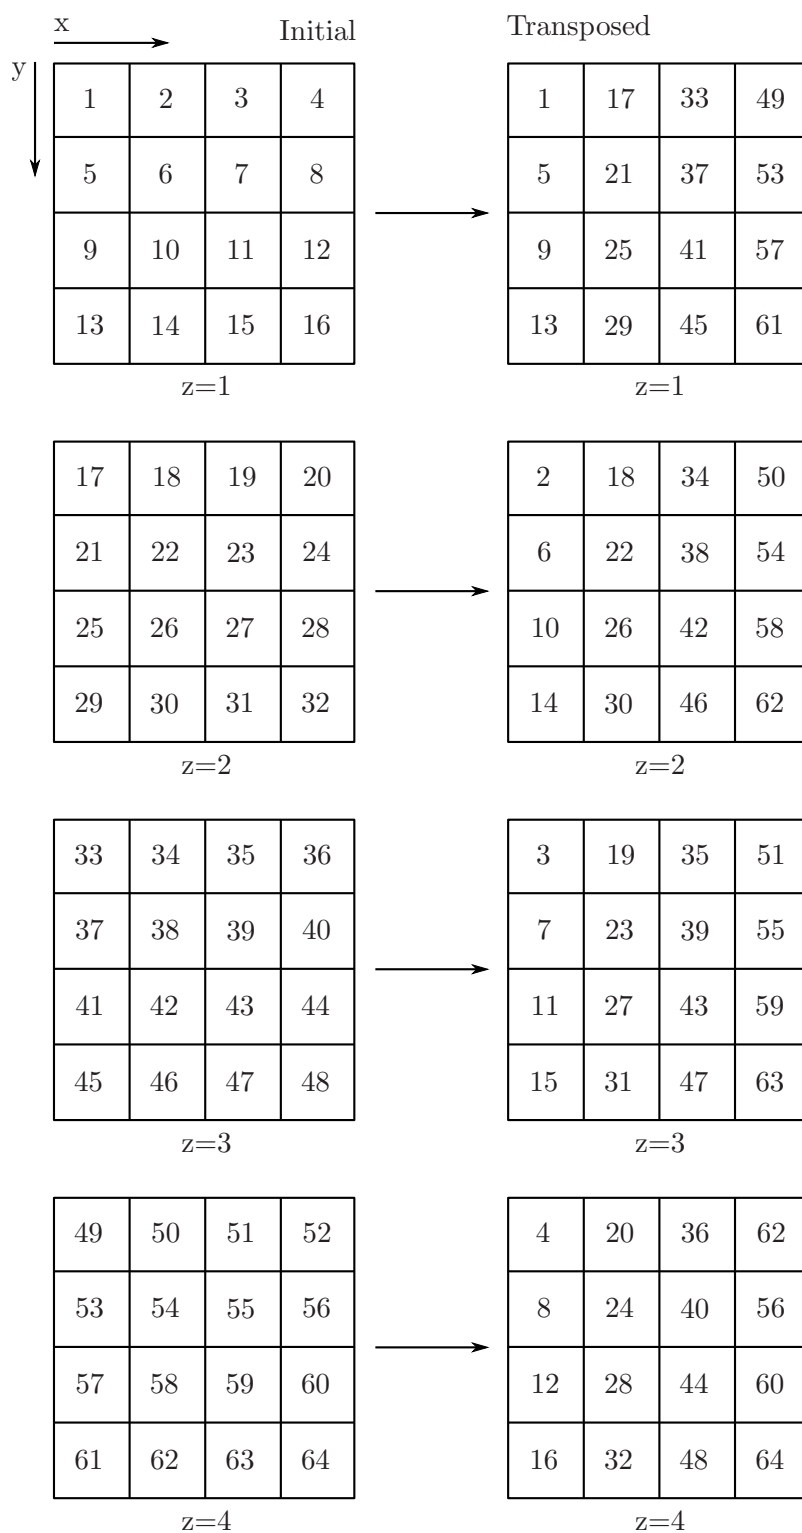 x Initial Transposed
y
1 2 3 4 1 17 33 49
5 6 7 8 5 21 37 53
9 10 11 12 9 25 41 57
13 14 15 16 13 29 45 61
z=1 z=1
17 18 19 20 2 18 34 50
21 22 23 24 6 22 38 54
25 26 27 28 10 26 42 58
29 30 31 32 14 30 46 62
z=2 z=2
33 34 35 36 3 19 35 51
37 38 39 40 7 23 39 55
41 42 43 44 11 27 43 59
45 46 47 48 15 31 47 63
z=3 z=3
49 50 51 52 4 20 36 62
53 54 55 56 8 24 40 56
57 58 59 60 12 28 44 60
61 62 63 64 16 32 48 64
z=4 z=4